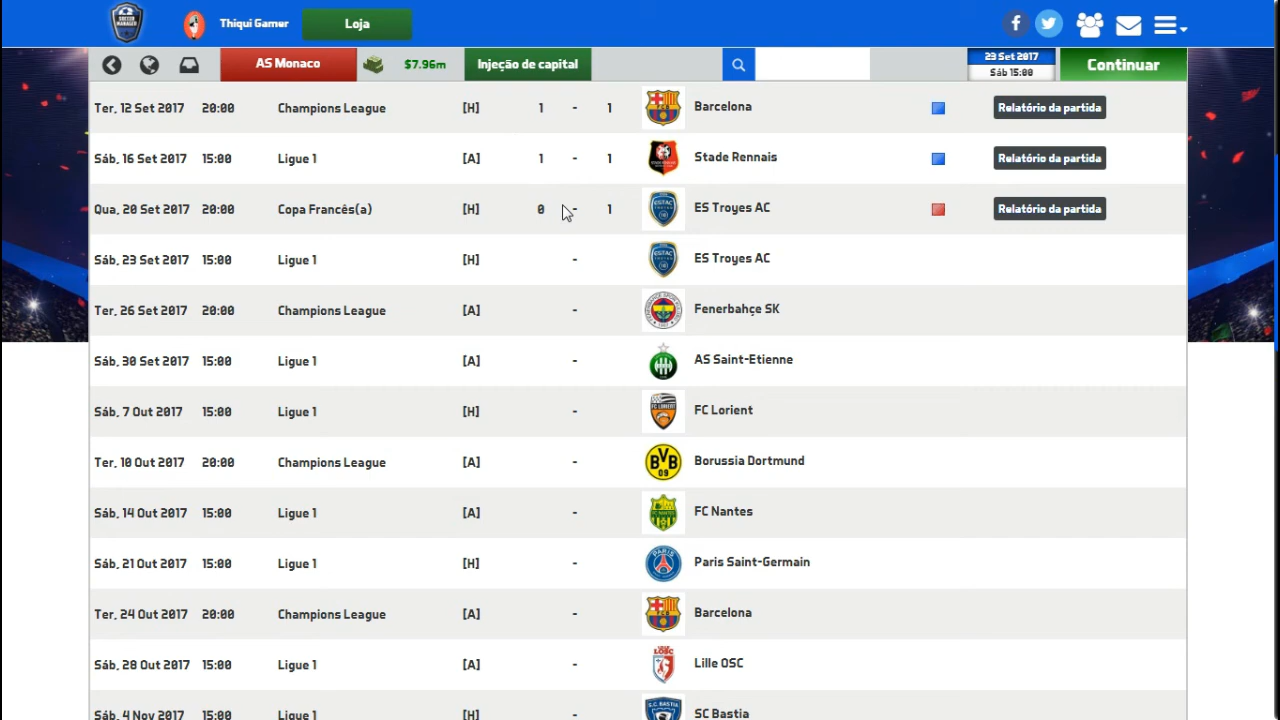 SOCCER MANAGER
Thiqui Gamer
Loja
AS Monaco
$7.96m
Injeção de capital
23 Set 2017
Sáb 15:00
Continuar
Ter, 12 Set 2017 20:00 Champions League [H] 1 - 1 Barcelona Relatório da partida
Sáb, 16 Set 2017 15:00 Ligue 1 [A] 1 - 1 Stade Rennais Relatório da partida
Qua, 20 Set 2017 20:00 Copa Francês(a) [H] 0 - 1 ES Troyes AC Relatório da partida
Sáb, 23 Set 2017 15:00 Ligue 1 [H] - ES Troyes AC
Ter, 26 Set 2017 20:00 Champions League [A] - Fenerbahçe SK
Sáb, 30 Set 2017 15:00 Ligue 1 [A] - AS Saint-Etienne
Sáb, 7 Out 2017 15:00 Ligue 1 [H] - FC Lorient
Ter, 10 Out 2017 20:00 Champions League [A] - Borussia Dortmund
Sáb, 14 Out 2017 15:00 Ligue 1 [A] - FC Nantes
Sáb, 21 Out 2017 15:00 Ligue 1 [H] - Paris Saint-Germain
Ter, 24 Out 2017 20:00 Champions League [A] - Barcelona
Sáb, 28 Out 2017 15:00 Ligue 1 [A] - Lille OSC
Sáb, 4 Nov 2017 15:00 Ligue 1 [H] - SC Bastia